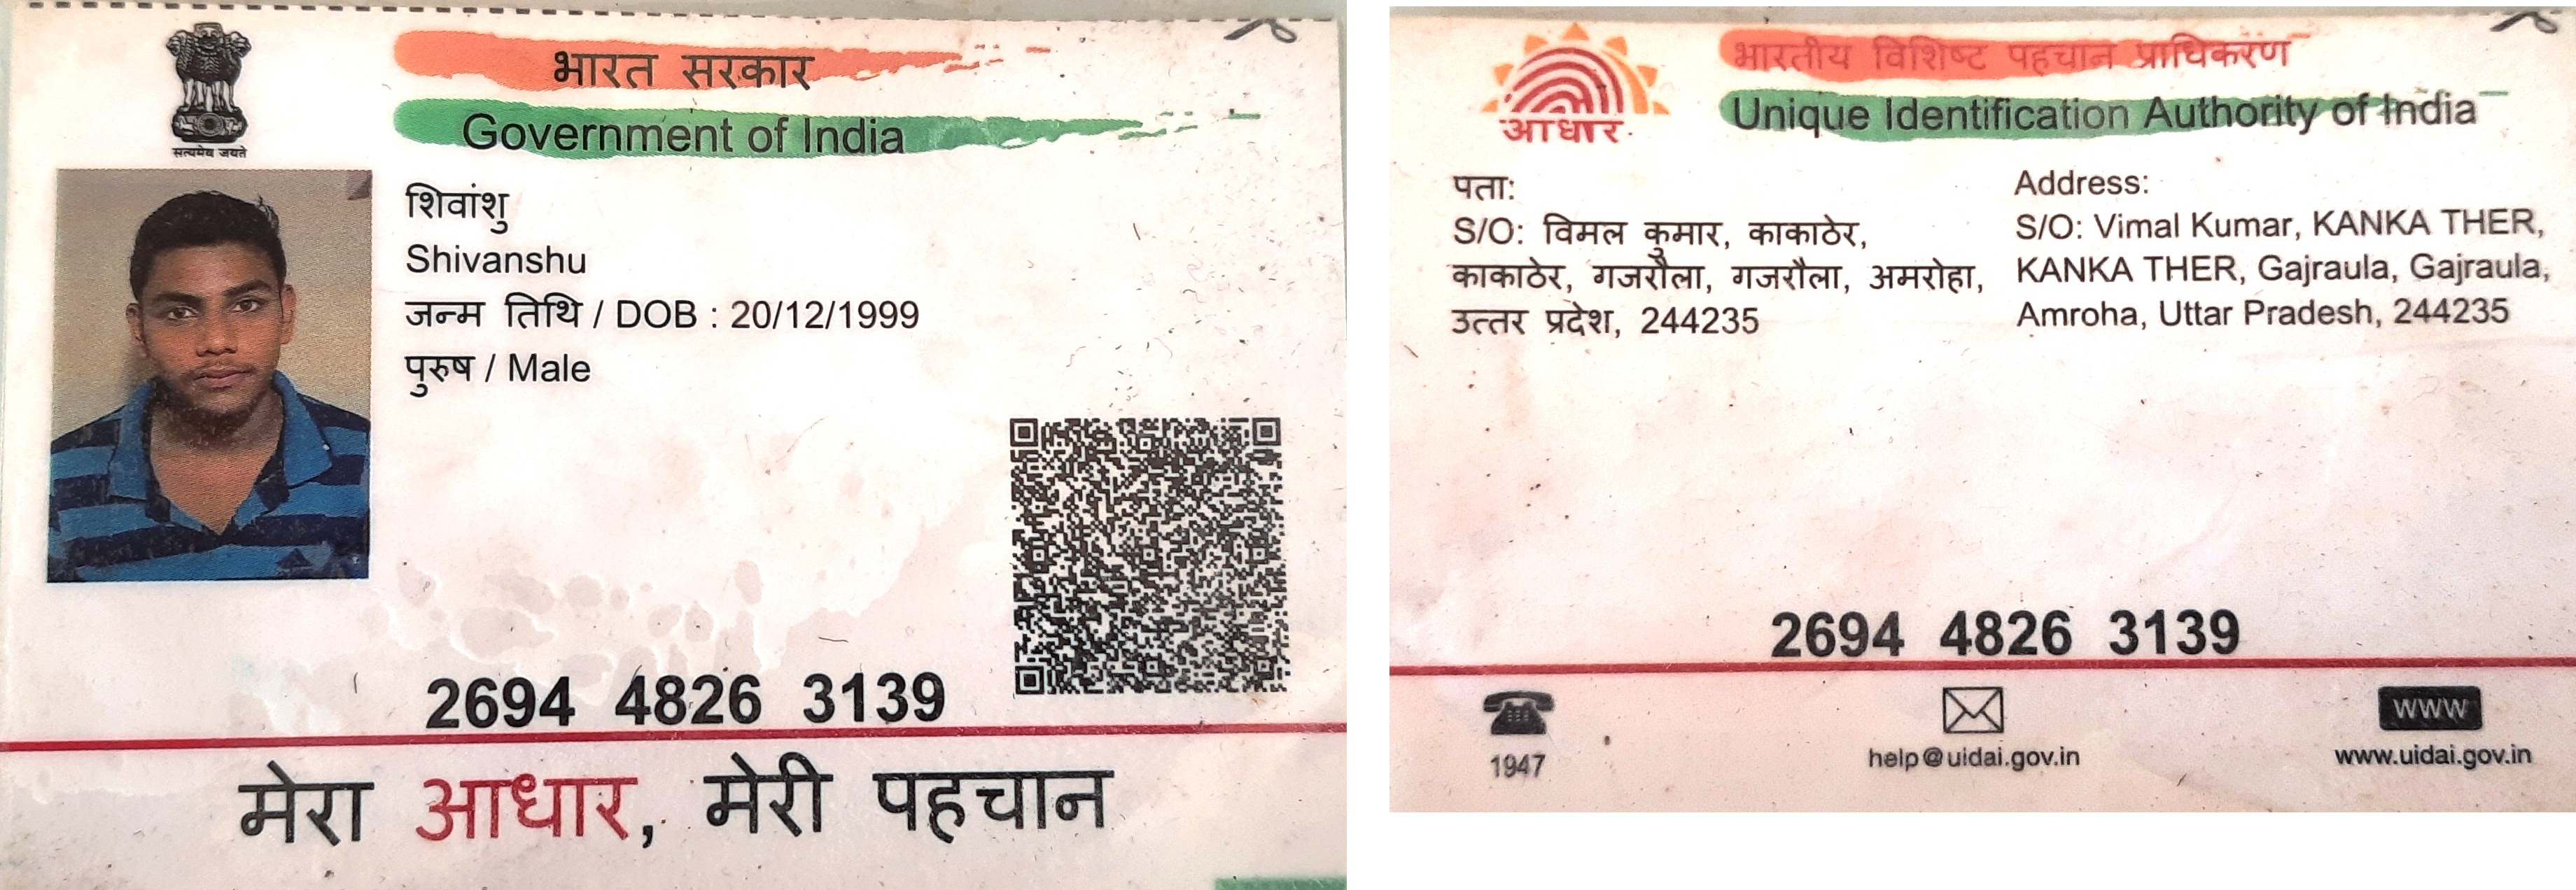 भारत सरकार
Government of India
सत्यमेव जयते
शिवांशु
Shivanshu
जन्म तिथि / DOB : 20/12/1999
पुरुष / Male
2694 4826 3139
मेरा आधार, मेरी पहचान
भारतीय विशिष्ट पहचान प्राधिकरण
Unique Identification Authority of India
आधार
पता:
S/O: विमल कुमार, काकाठेर,
काकाठेर, गजरौला, गजरौला, अमरोहा,
उत्तर प्रदेश, 244235
Address:
S/O: Vimal Kumar, KANKA THER,
KANKA THER, Gajraula, Gajraula,
Amroha, Uttar Pradesh, 244235
2694 4826 3139
1947
help@uidai.gov.in
www
www.uidai.gov.in